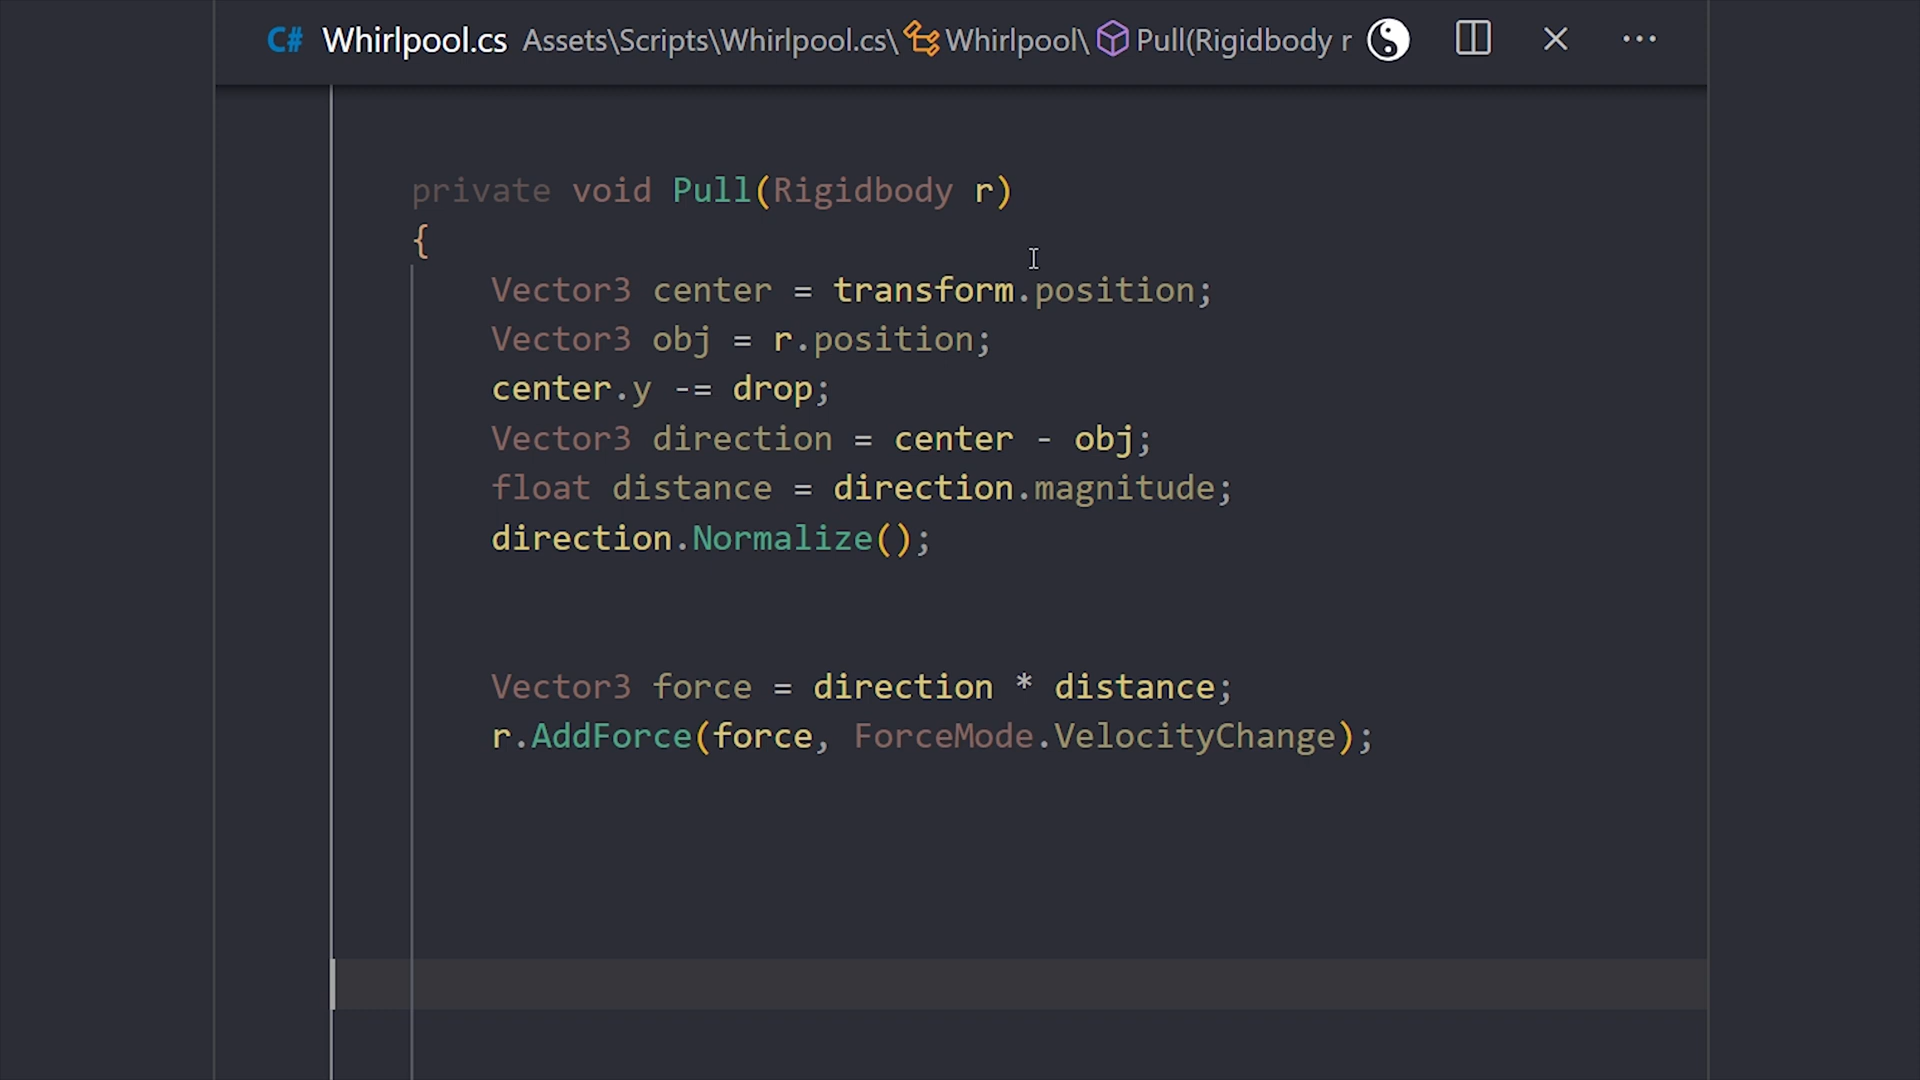 C# Whirlpool.cs Assets\Scripts\Whirlpool.cs\ Whirlpool\ Pull(Rigidbody r
private void Pull(Rigidbody r)
{
Vector3 center = transform.position;
Vector3 obj = r.position;
center.y -= drop;
Vector3 direction = center - obj;
float distance = direction.magnitude;
direction.Normalize();
Vector3 force = direction * distance;
r.AddForce(force, ForceMode.VelocityChange);